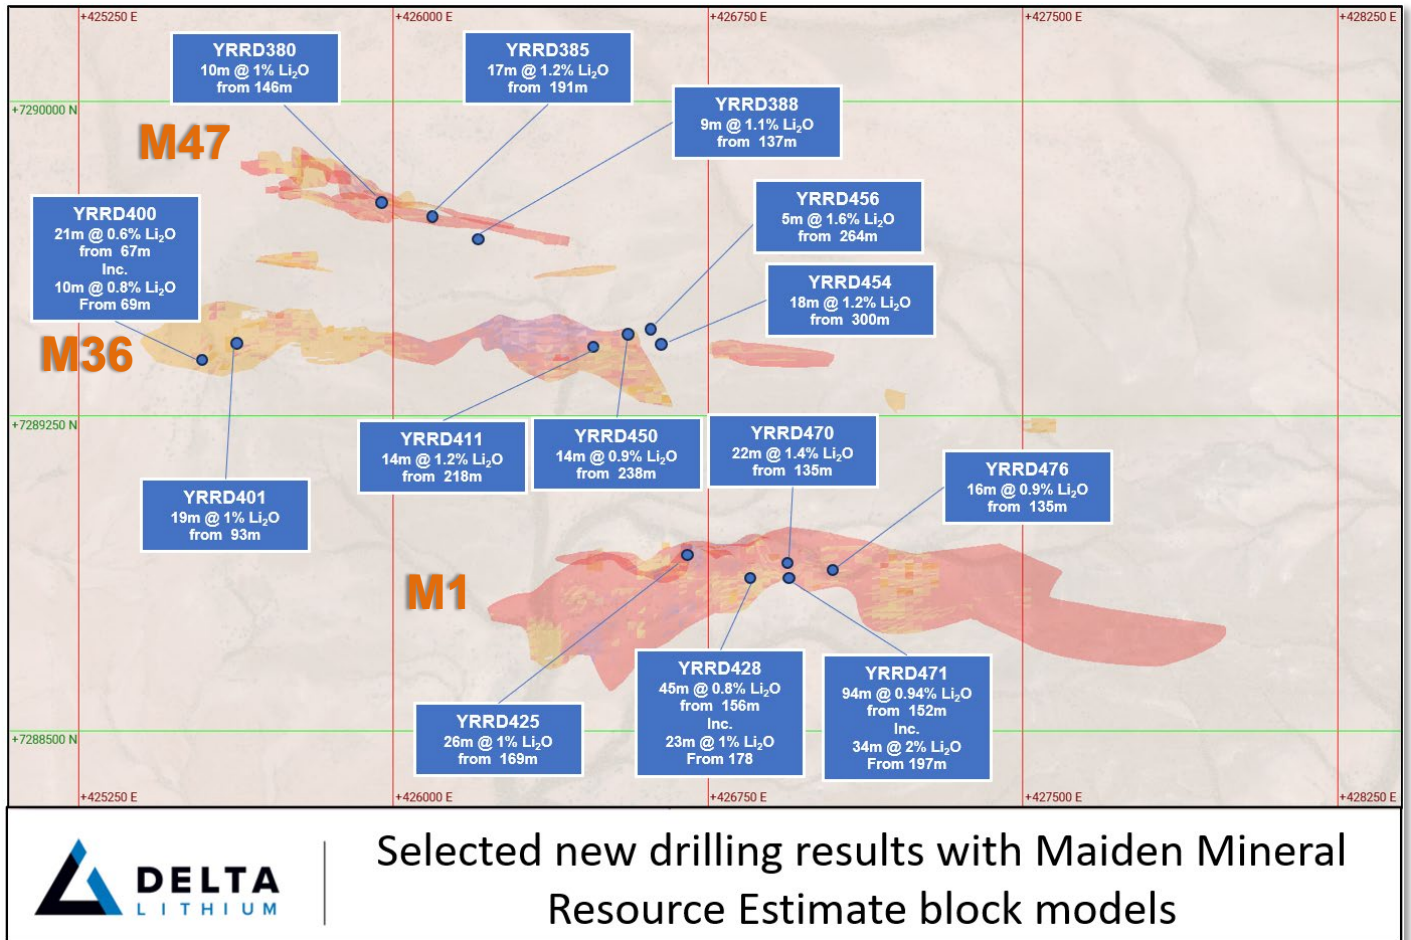 +425250 E
+426000 E
+426750 E
+427500 E
+428250 E
YRRD380
10m @ 1% Li₂O
from 146m
YRRD385
17m @ 1.2% Li₂O
from 191m
YRRD388
9m @ 1.1% Li₂O
from 137m
+7290000 N
M47
YRRD400
21m @ 0.6% Li₂O
from 67m
Inc.
10m @ 0.8% Li₂O
From 69m
YRRD456
5m @ 1.6% Li₂O
from 264m
YRRD454
18m @ 1.2% Li₂O
from 300m
M36
+7289250 N
YRRD411
14m @ 1.2% Li₂O
from 218m
YRRD450
14m @ 0.9% Li₂O
from 238m
YRRD470
22m @ 1.4% Li₂O
from 135m
YRRD476
16m @ 0.9% Li₂O
from 135m
YRRD401
19m @ 1% Li₂O
from 93m
M1
YRRD425
26m @ 1% Li₂O
from 169m
YRRD428
45m @ 0.8% Li₂O
from 156m
Inc.
23m @ 1% Li₂O
From 178
YRRD471
94m @ 0.94% Li₂O
from 152m
Inc.
34m @ 2% Li₂O
From 197m
+7288500 N
+425250 E
+426000 E
+426750 E
+427500 E
+428250 E
DELTA
LITHIUM
Selected new drilling results with Maiden Mineral
Resource Estimate block models